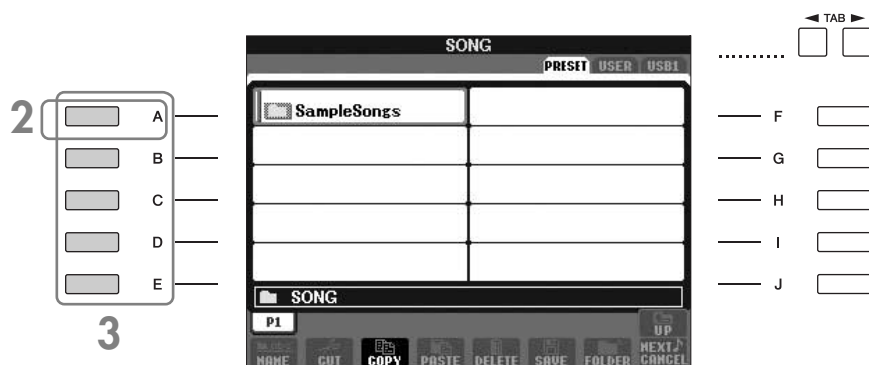 ◄ TAB ►
SONG
PRESET USER USB1
2
A
SampleSongs
F
B
G
C
H
D
I
E
J
SONG
3
P1
UP
NAME CUT COPY PASTE DELETE SAVE FOLDER NEXT♪ CANCEL